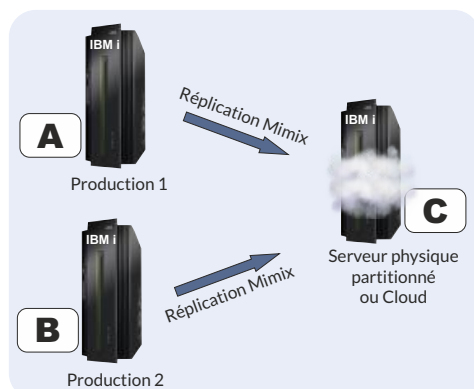 IBM i
A
Production 1
Réplication Mimix
IBM i
C
Serveur physique
partitionné
ou Cloud
IBM i
B
Réplication Mimix
Production 2